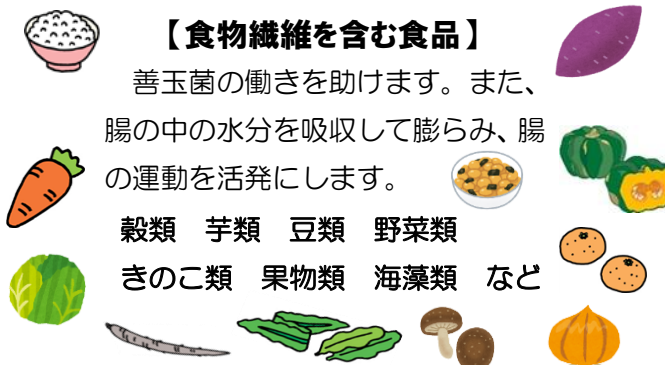 【食物繊維を含む食品】
善玉菌の働きを助けます。また、
腸の中の水分を吸収して膨らみ、腸
の運動を活発にします。
穀類　芋類　豆類　野菜類
きのこ類　果物類　海藻類　など